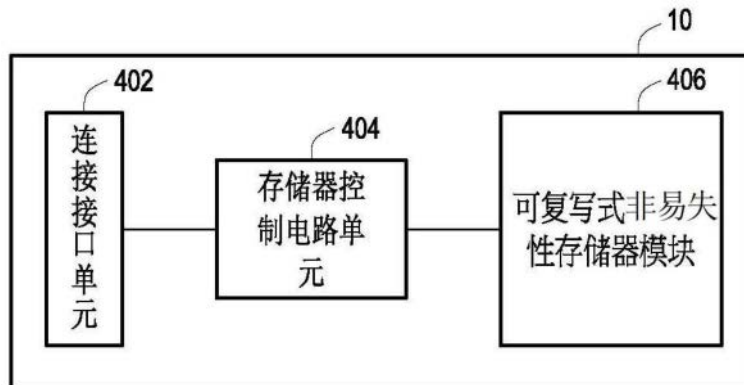 10
402
连
接
接
口
单
元
404
存储器控
制电路单
元
406
可复写式非易失
性存储器模块